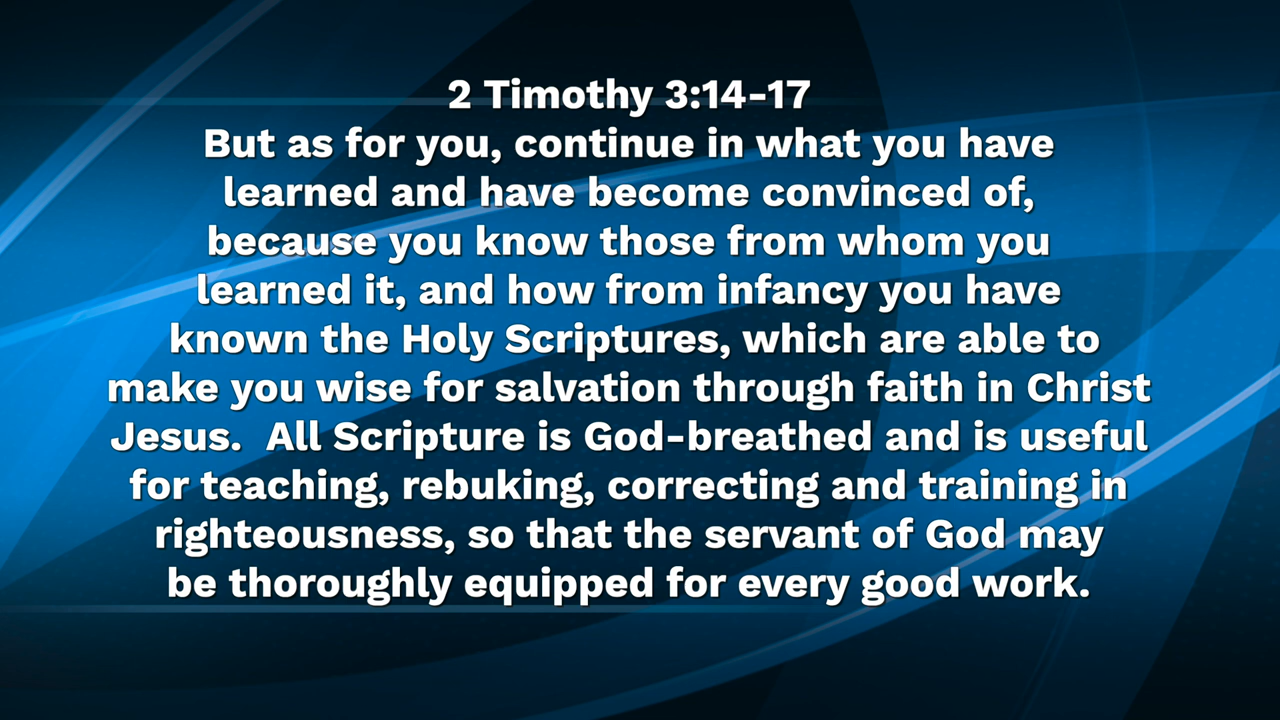 2 Timothy 3:14-17
But as for you, continue in what you have
learned and have become convinced of,
because you know those from whom you
learned it, and how from infancy you have
known the Holy Scriptures, which are able to
make you wise for salvation through faith in Christ
Jesus.  All Scripture is God-breathed and is useful
for teaching, rebuking, correcting and training in
righteousness, so that the servant of God may
be thoroughly equipped for every good work.